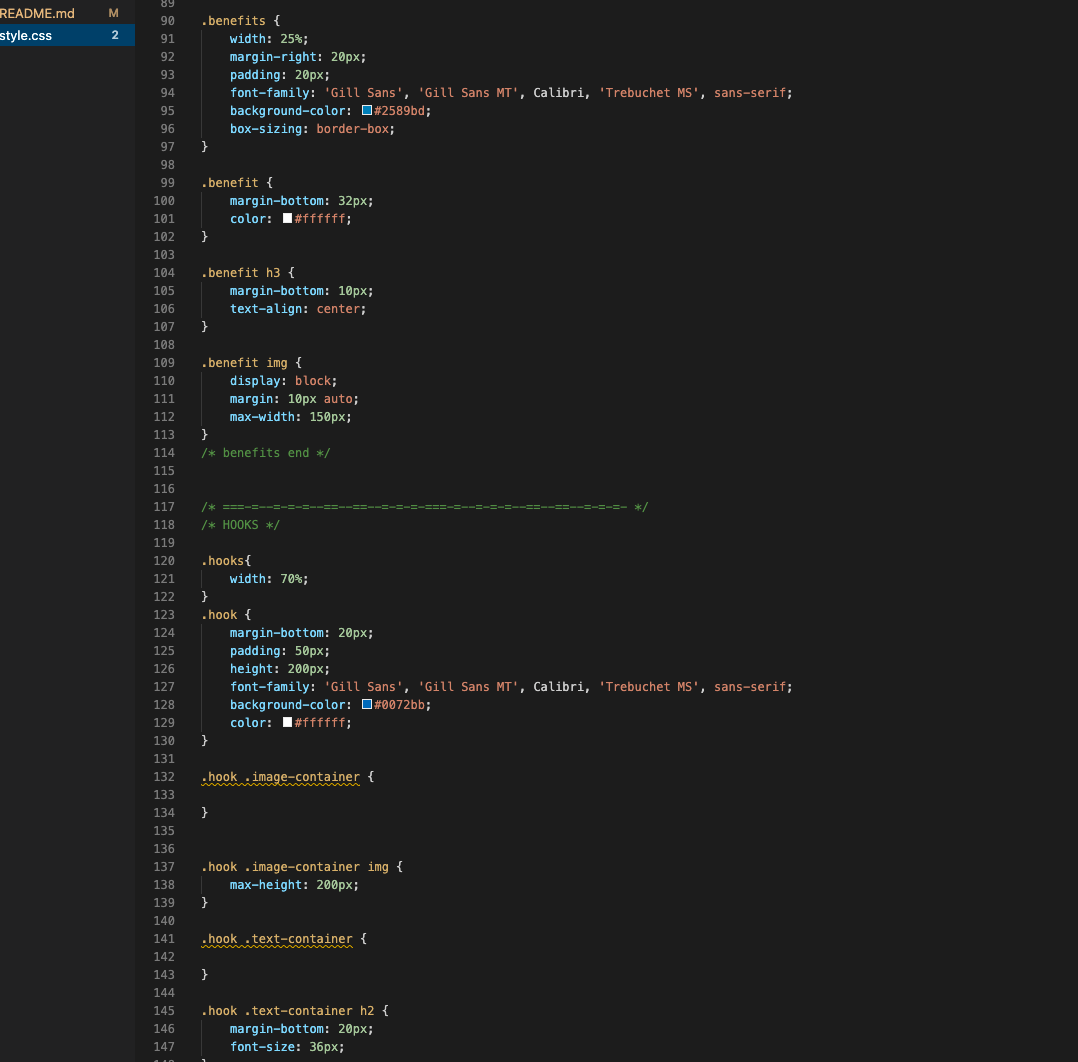 README.md M
style.css 2
89
90 .benefits {
91     width: 25%;
92     margin-right: 20px;
93     padding: 20px;
94     font-family: 'Gill Sans', 'Gill Sans MT', Calibri, 'Trebuchet MS', sans-serif;
95     background-color: #2589bd;
96     box-sizing: border-box;
97 }
98
99 .benefit {
100     margin-bottom: 32px;
101     color: #ffffff;
102 }
103
104 .benefit h3 {
105     margin-bottom: 10px;
106     text-align: center;
107 }
108
109 .benefit img {
110     display: block;
111     margin: 10px auto;
112     max-width: 150px;
113 }
114 /* benefits end */
115
116
117 /* ===-=--=-=-=--==--==--=-=-=-===-=--=-=-=--==--==--=-=-=- */
118 /* HOOKS */
119
120 .hooks{
121     width: 70%;
122 }
123 .hook {
124     margin-bottom: 20px;
125     padding: 50px;
126     height: 200px;
127     font-family: 'Gill Sans', 'Gill Sans MT', Calibri, 'Trebuchet MS', sans-serif;
128     background-color: #0072bb;
129     color: #ffffff;
130 }
131
132 .hook .image-container {
133
134 }
135
136
137 .hook .image-container img {
138     max-height: 200px;
139 }
140
141 .hook .text-container {
142
143 }
144
145 .hook .text-container h2 {
146     margin-bottom: 20px;
147     font-size: 36px;